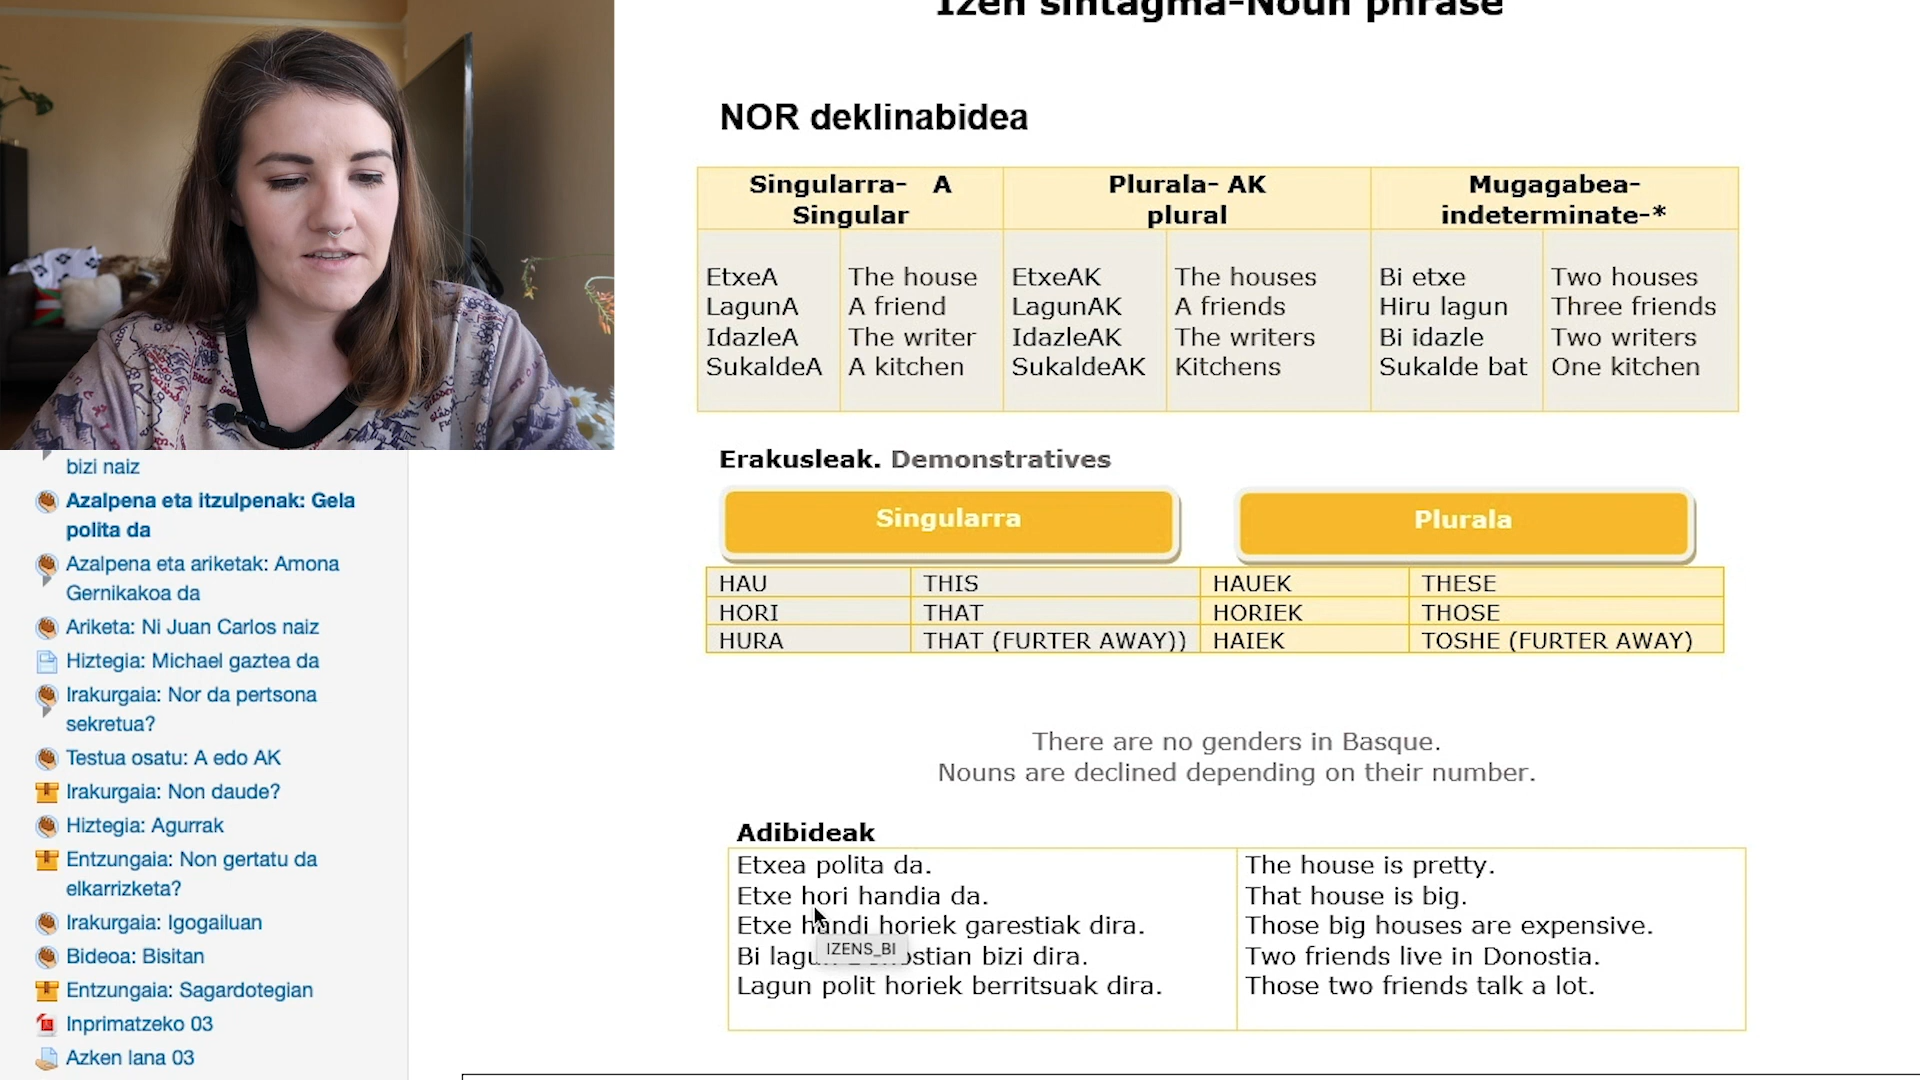 Izen sintagma-Noun phrase
NOR deklinabidea
Singularra- A
Singular
Plurala- AK
plural
Mugagabea-
indeterminate-*
EtxeA The house EtxeAK The houses Bi etxe Two houses
LagunA A friend LagunAK A friends Hiru lagun Three friends
IdazleA The writer IdazleAK The writers Bi idazle Two writers
SukaldeA A kitchen SukaldeAK Kitchens Sukalde bat One kitchen
Erakusleak. Demonstratives
Singularra Plurala
HAU THIS HAUEK THESE
HORI THAT HORIEK THOSE
HURA THAT (FURTER AWAY)) HAIEK TOSHE (FURTER AWAY)
There are no genders in Basque.
Nouns are declined depending on their number.
Adibideak
Etxea polita da. The house is pretty.
Etxe hori handia da. That house is big.
Etxe handi horiek garestiak dira. Those big houses are expensive.
Bi bizi dira. Two friends live in Donostia.
Lagun polit horiek berritsuak dira. Those two friends talk a lot.
IZENS_BI
bizi naiz
Azalpena eta itzulpenak: Gela
polita da
Azalpena eta ariketak: Amona
Gernikakoa da
Ariketa: Ni Juan Carlos naiz
Hiztegia: Michael gaztea da
Irakurgaia: Nor da pertsona
sekretua?
Testua osatu: A edo AK
Irakurgaia: Non daude?
Hiztegia: Agurrak
Entzungaia: Non gertatu da
elkarrizketa?
Irakurgaia: Igogailuan
Bideoa: Bisitan
Entzungaia: Sagardotegian
Inprimatzeko 03
Azken lana 03